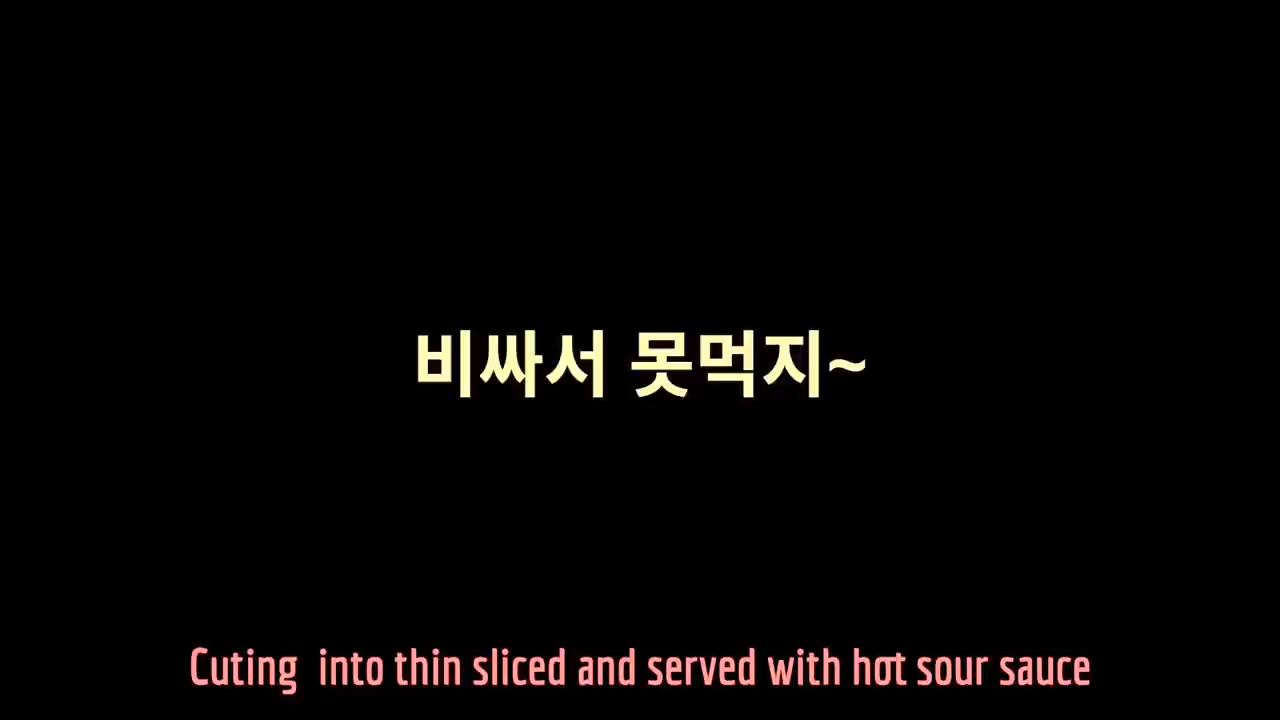 비싸서 못먹지~
Cuting  into thin sliced and served with hot sour sauce